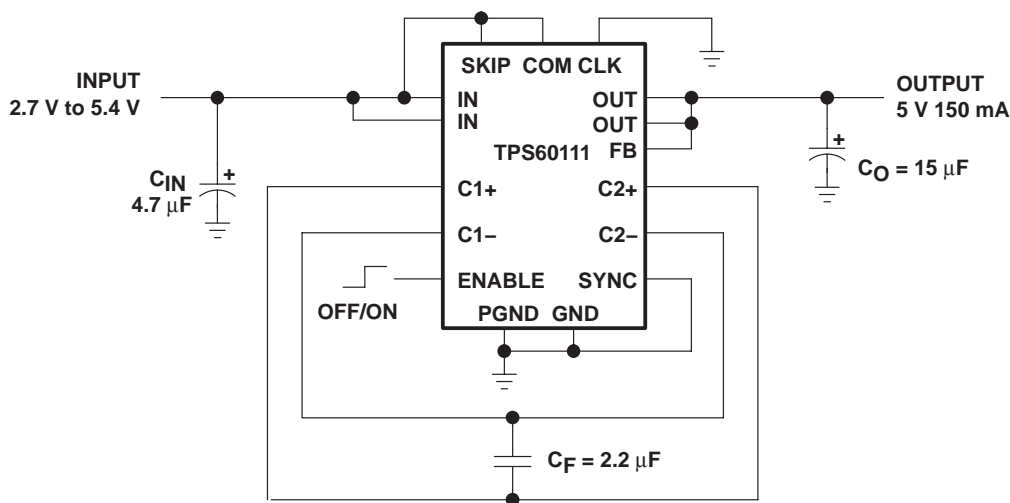 SKIP COM CLK
INPUT
2.7 V to 5.4 V
IN
IN
OUT
OUT
FB
TPS60111
OUTPUT
5 V 150 mA
CIN
4.7 μF
+
+
CO = 15 μF
C1+
C2+
C1–
C2–
ENABLE
SYNC
OFF/ON
PGND GND
CF = 2.2 μF